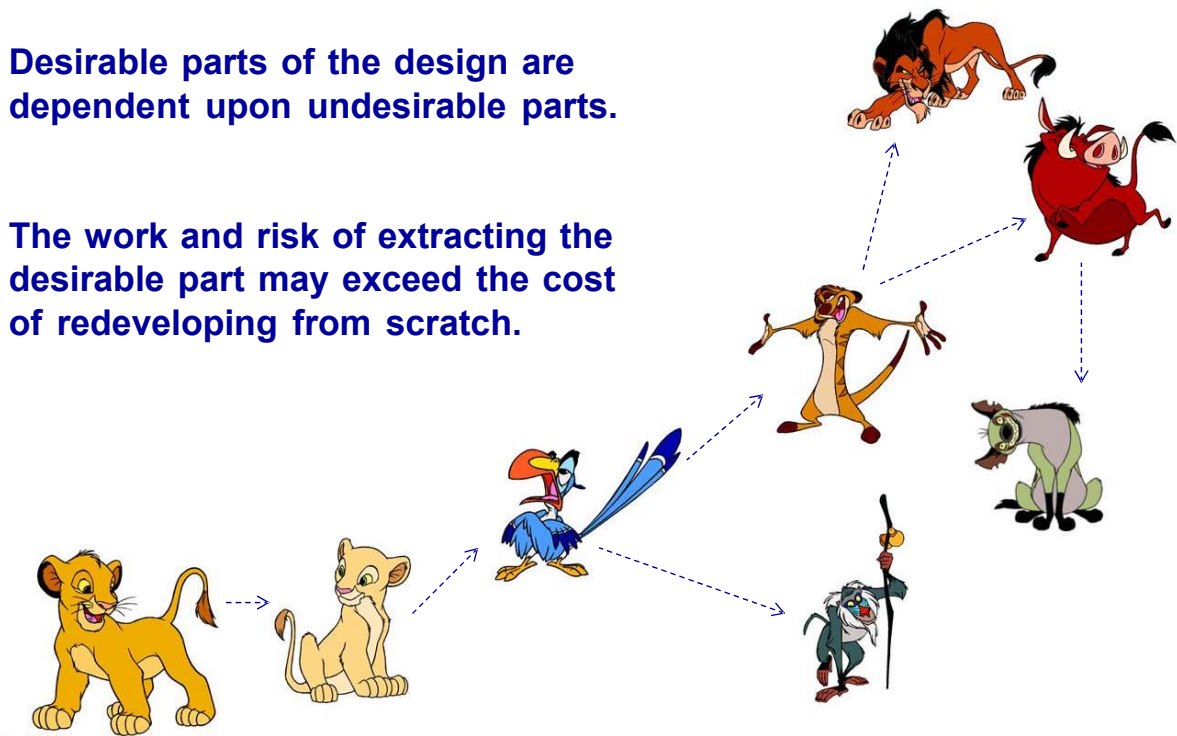 Desirable parts of the design are
dependent upon undesirable parts.
The work and risk of extracting the
desirable part may exceed the cost
of redeveloping from scratch.